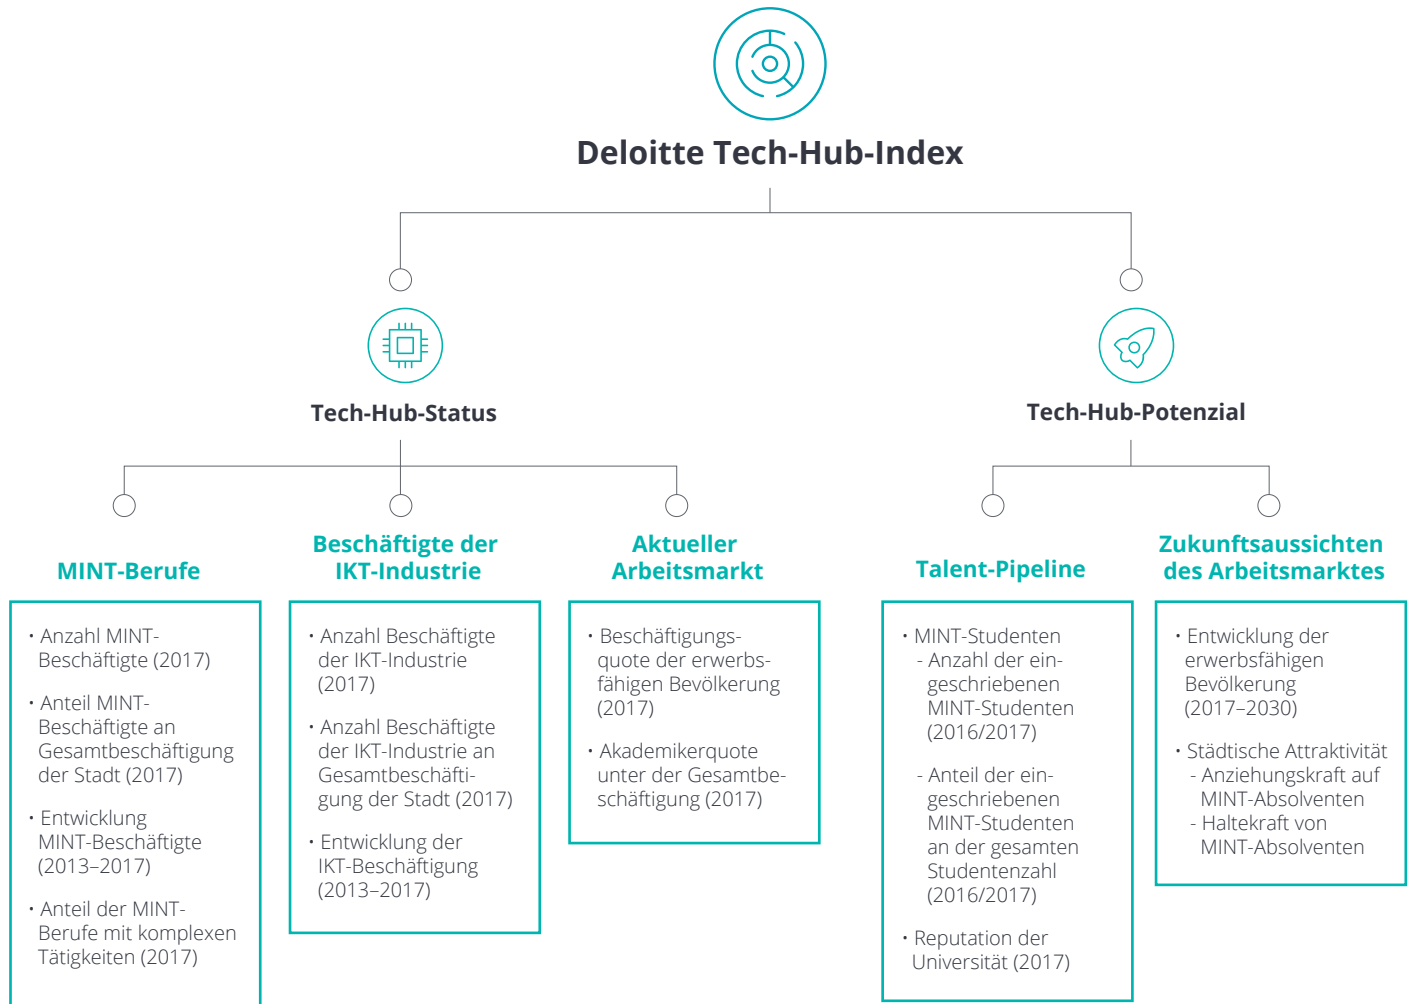 Deloitte Tech-Hub-Index
Tech-Hub-Status
Tech-Hub-Potenzial
MINT-Berufe
• Anzahl MINT-
Beschäftigte (2017)
• Anteil MINT-
Beschäftigte an
Gesamtbeschäftigung
der Stadt (2017)
• Entwicklung
MINT-Beschäftigte
(2013–2017)
• Anteil der MINT-
Berufe mit komplexen
Tätigkeiten (2017)
Beschäftigte der
IKT-Industrie
• Anzahl Beschäftigte
der IKT-Industrie
(2017)
• Anzahl Beschäftigte
der IKT-Industrie an
Gesamtbeschäfti-
gung der Stadt (2017)
• Entwicklung der
IKT-Beschäftigung
(2013–2017)
Aktueller
Arbeitsmarkt
• Beschäftigungs-
quote der erwerbs-
fähigen Bevölkerung
(2017)
• Akademikerquote
unter der Gesamtbe-
schäftigung (2017)
Talent-Pipeline
• MINT-Studenten
- Anzahl der ein-
geschriebenen
MINT-Studenten
(2016/2017)
- Anteil der ein-
geschriebenen
MINT-Studenten
an der gesamten
Studentenzahl
(2016/2017)
• Reputation der
Universität (2017)
Zukunftsaussichten
des Arbeitsmarktes
• Entwicklung der
erwerbsfähigen
Bevölkerung
(2017–2030)
• Städtische Attraktivität
- Anziehungskraft auf
MINT-Absolventen
- Haltekraft von
MINT-Absolventen